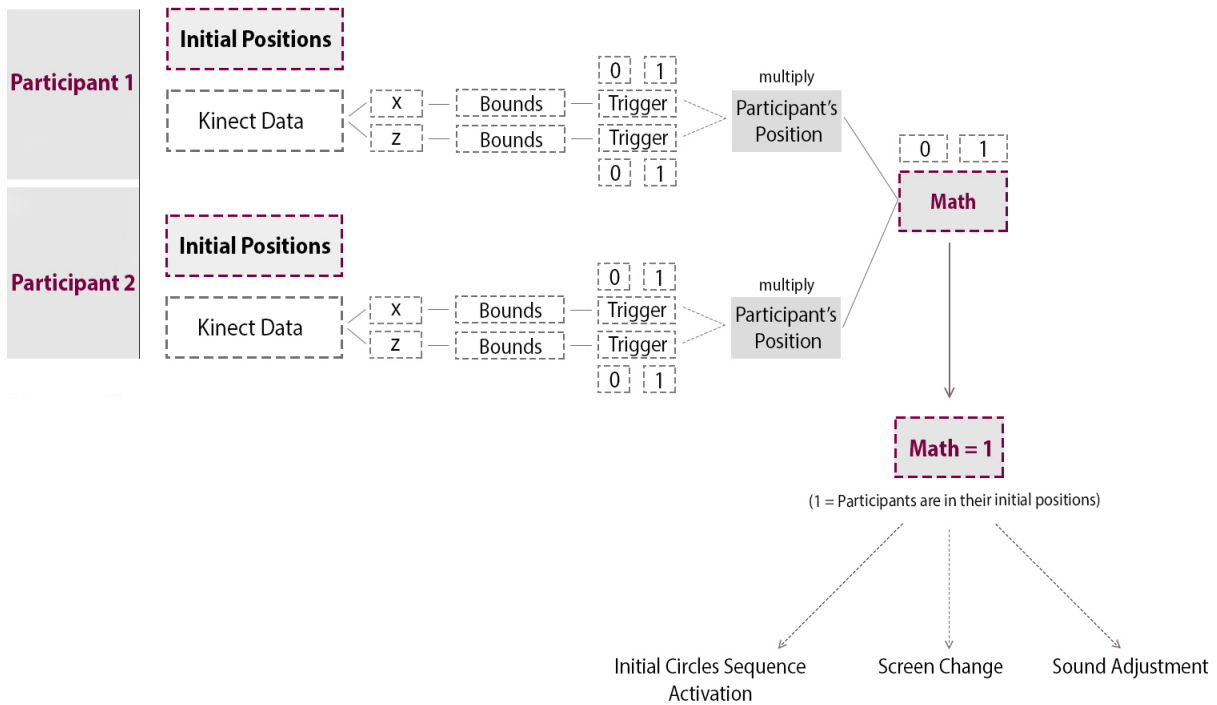 Participant 1
Initial Positions
Kinect Data
x
Bounds
0 1
Trigger
z
Bounds
Trigger
0 1
multiply
Participant's
Position
Participant 2
Initial Positions
Kinect Data
x
Bounds
0 1
Trigger
z
Bounds
Trigger
0 1
multiply
Participant's
Position
0 1
Math
Math = 1
(1 = Participants are in their initial positions)
Initial Circles Sequence
Activation
Screen Change
Sound Adjustment